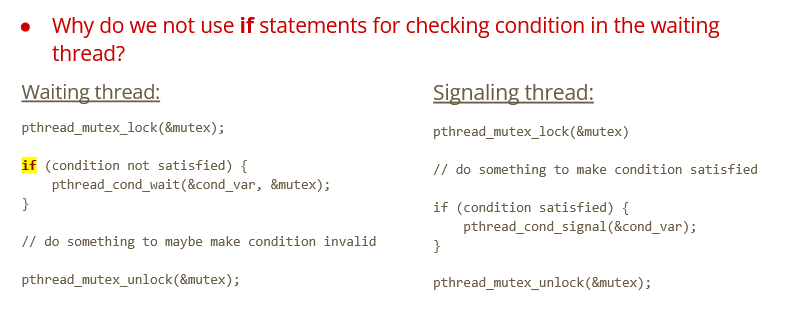 ● Why do we not use if statements for checking condition in the waiting
thread?
Waiting thread:
pthread_mutex_lock(&mutex);
if (condition not satisfied) {
    pthread_cond_wait(&cond_var, &mutex);
}
// do something to maybe make condition invalid
pthread_mutex_unlock(&mutex);
Signaling thread:
pthread_mutex_lock(&mutex)
// do something to make condition satisfied
if (condition satisfied) {
    pthread_cond_signal(&cond_var);
}
pthread_mutex_unlock(&mutex);